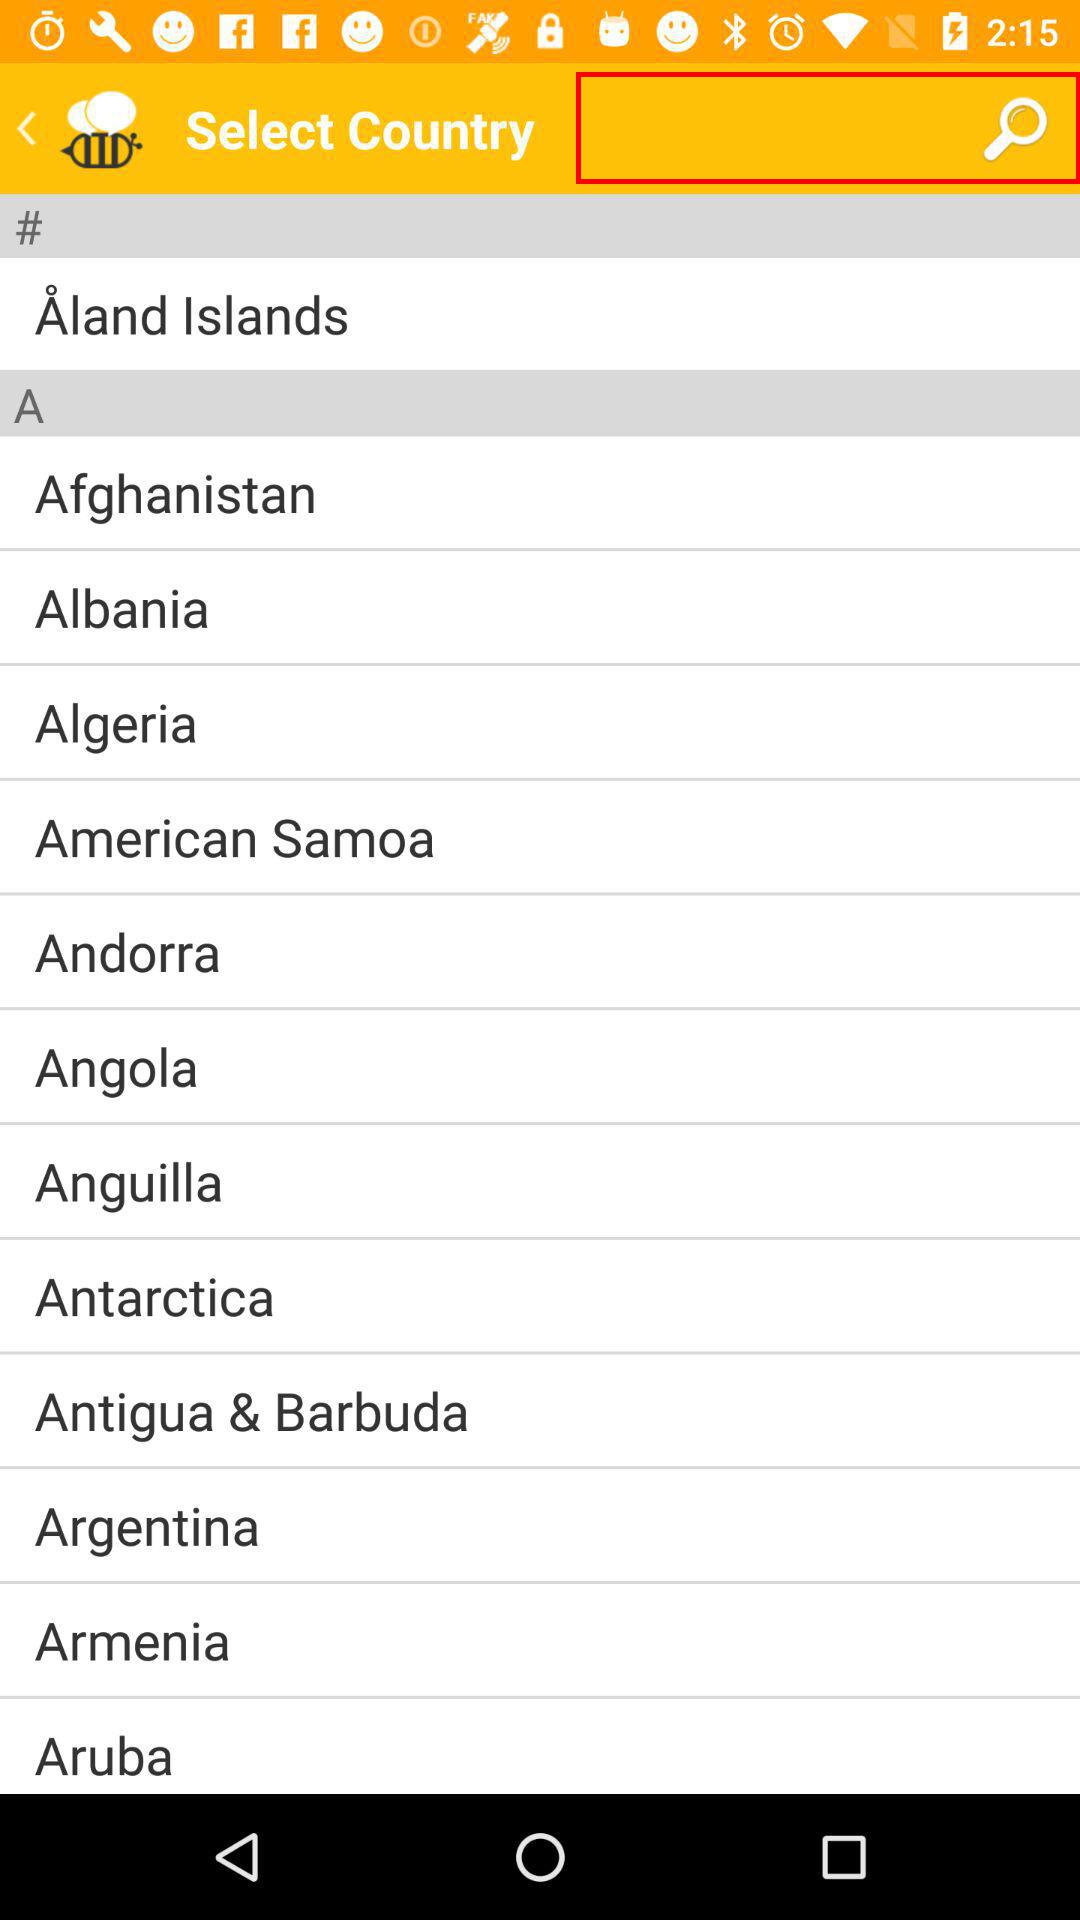 FAKE
2:15
Select Country
#
Åland Islands
A
Afghanistan
Albania
Algeria
American Samoa
Andorra
Angola
Anguilla
Antarctica
Antigua & Barbuda
Argentina
Armenia
Aruba